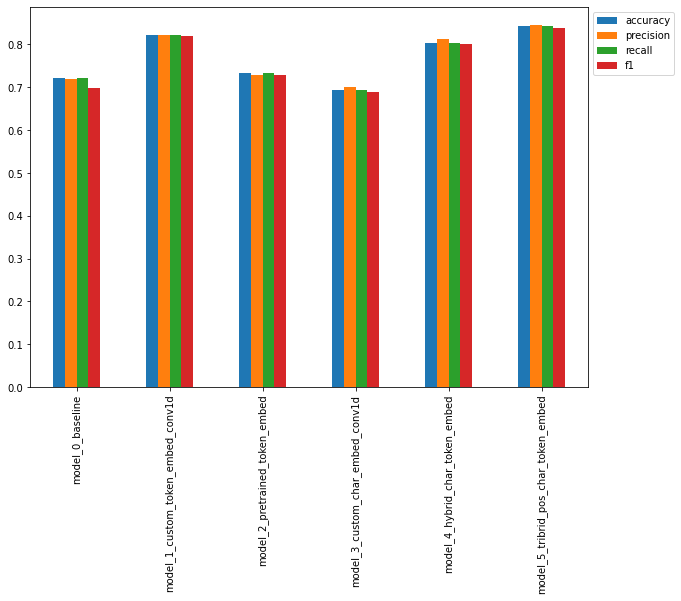 accuracy
precision
recall
f1
0.8
0.7
0.6
0.5
0.4
0.3
0.2
0.1
0.0
model_0_baseline
model_1_custom_token_embed_conv1d
model_2_pretrained_token_embed
model_3_custom_char_embed_conv1d
model_4_hybrid_char_token_embed
model_5_tribrid_pos_char_token_embed